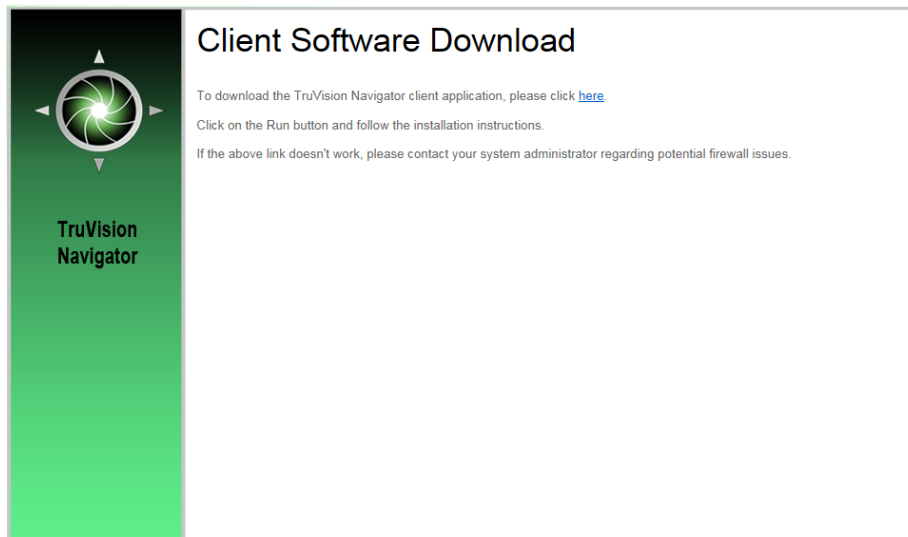 Client Software Download
To download the TruVision Navigator client application, please click here.
Click on the Run button and follow the installation instructions.
If the above link doesn't work, please contact your system administrator regarding potential firewall issues.
TruVision
Navigator